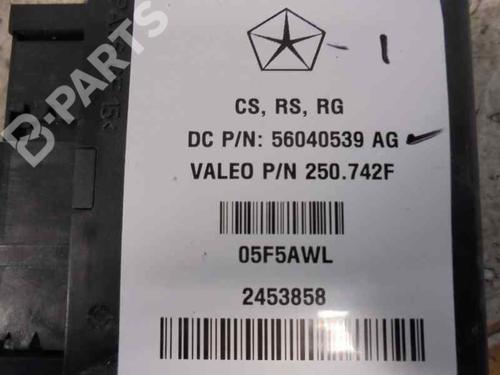 B-PARTS
- 1
CS, RS, RG
DC P/N: 56040539 AG
VALEO P/N 250.742F
05F5AWL
2453858